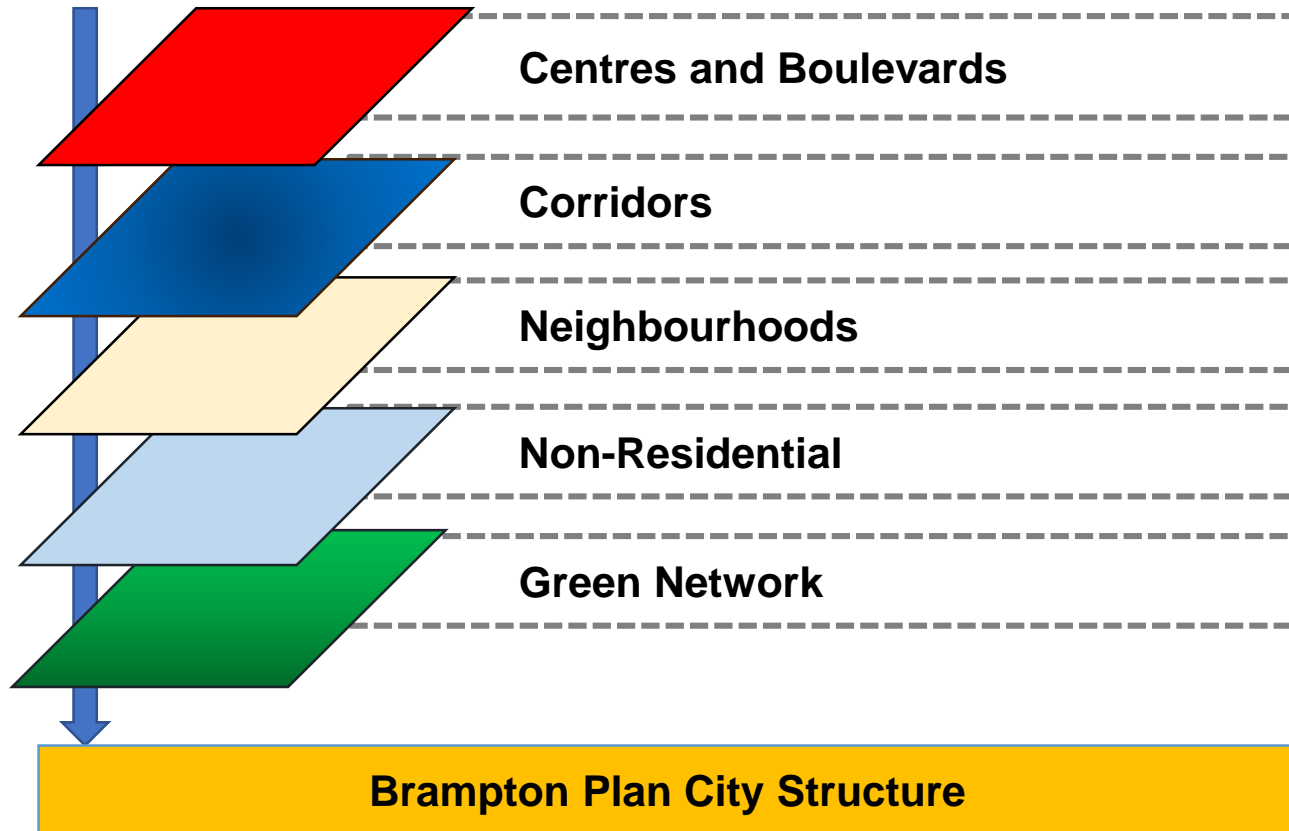 Centres and Boulevards
Corridors
Neighbourhoods
Non-Residential
Green Network
Brampton Plan City Structure